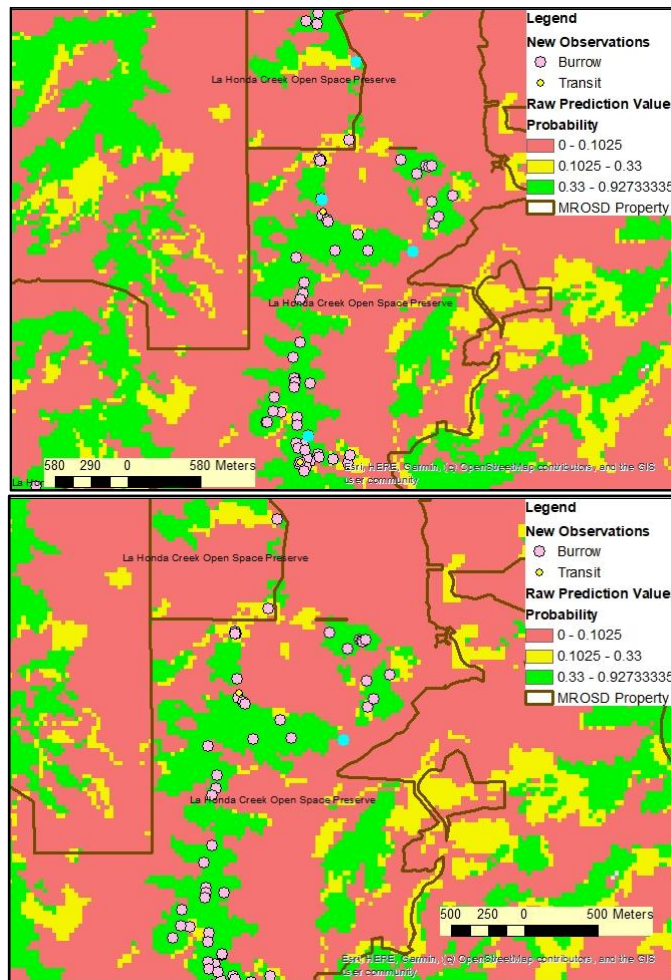 Legend
New Observations
Burrow
Transit
Raw Prediction Value
Probability
0 - 0.1025
0.1025 - 0.33
0.33 - 0.92733335
MROSD Property
La Honda Creek Open Space Preserve
La Honda Creek Open Space Preserve
580 290 0 580 Meters
La Hon
Esri, HERE, Garmin, (c) OpenStreetMap contributors, and the GIS
user community
Legend
New Observations
Burrow
Transit
Raw Prediction Value
Probability
0 - 0.1025
0.1025 - 0.33
0.33 - 0.92733335
MROSD Property
La Honda Creek Open Space Preserve
La Honda Creek Open Space Preserve
500 250 0 500 Meters
Esri, HERE, Garmin, (c) OpenStreetMap contributors, and the GIS
user community